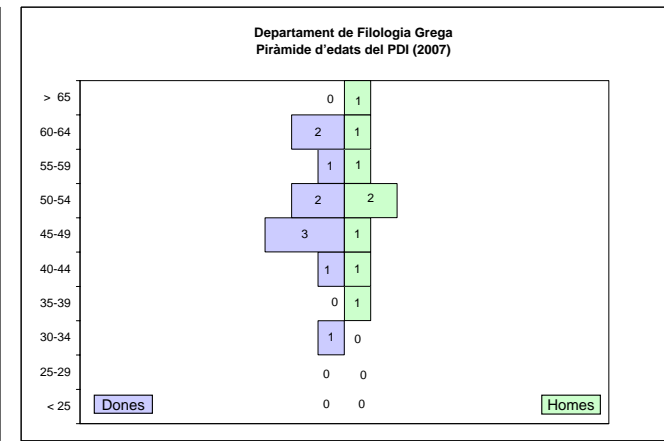 Departament de Filologia Grega
Piràmide d'edats del PDI (2007)
> 65 0 1
60-64 2 1
55-59 1 1
50-54 2 2
45-49 3 1
40-44 1 1
35-39 0 1
30-34 1 0
25-29 0 0
< 25 0 0
Dones Homes